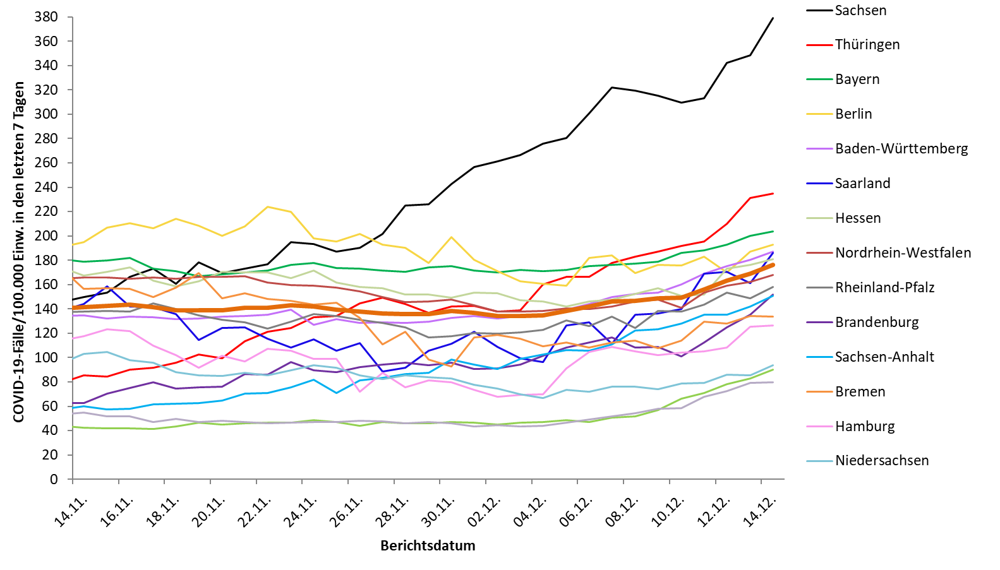 COVID-19-Fälle/100.000 Einw. in den letzten 7 Tagen
380
360
340
320
300
280
260
240
220
200
180
160
140
120
100
80
60
40
20
0
14.11.
16.11.
18.11.
20.11.
22.11.
24.11.
26.11.
28.11.
30.11.
02.12.
04.12.
06.12.
08.12.
10.12.
12.12.
14.12.
Berichtsdatum
Sachsen
Thüringen
Bayern
Berlin
Baden-Württemberg
Saarland
Hessen
Nordrhein-Westfalen
Rheinland-Pfalz
Brandenburg
Sachsen-Anhalt
Bremen
Hamburg
Niedersachsen